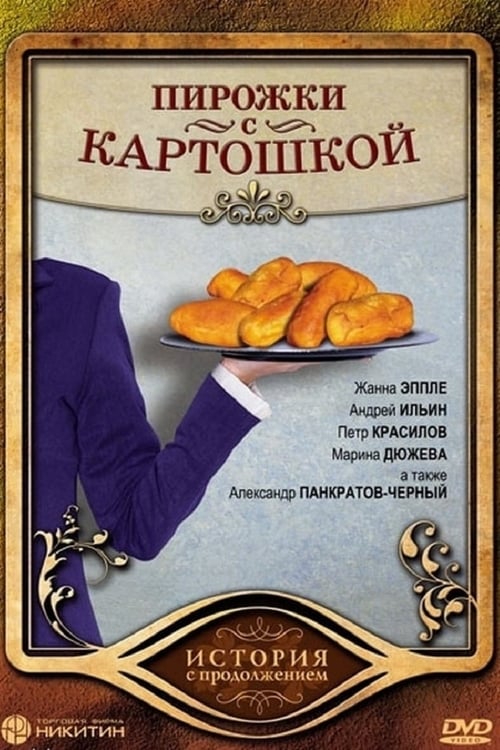 ПИРОЖКИ
с
КАРТОШКОЙ
Жанна ЭППЛЕ
Андрей ИЛЬИН
Петр КРАСИЛОВ
Марина ДЮЖЕВА
а также
Александр ПАНКРАТОВ-ЧЕРНЫЙ
ИСТОРИЯ
с продолжением
ТОРГОВАЯ ФИРМА
НИКИТИН
DVD
VIDEO